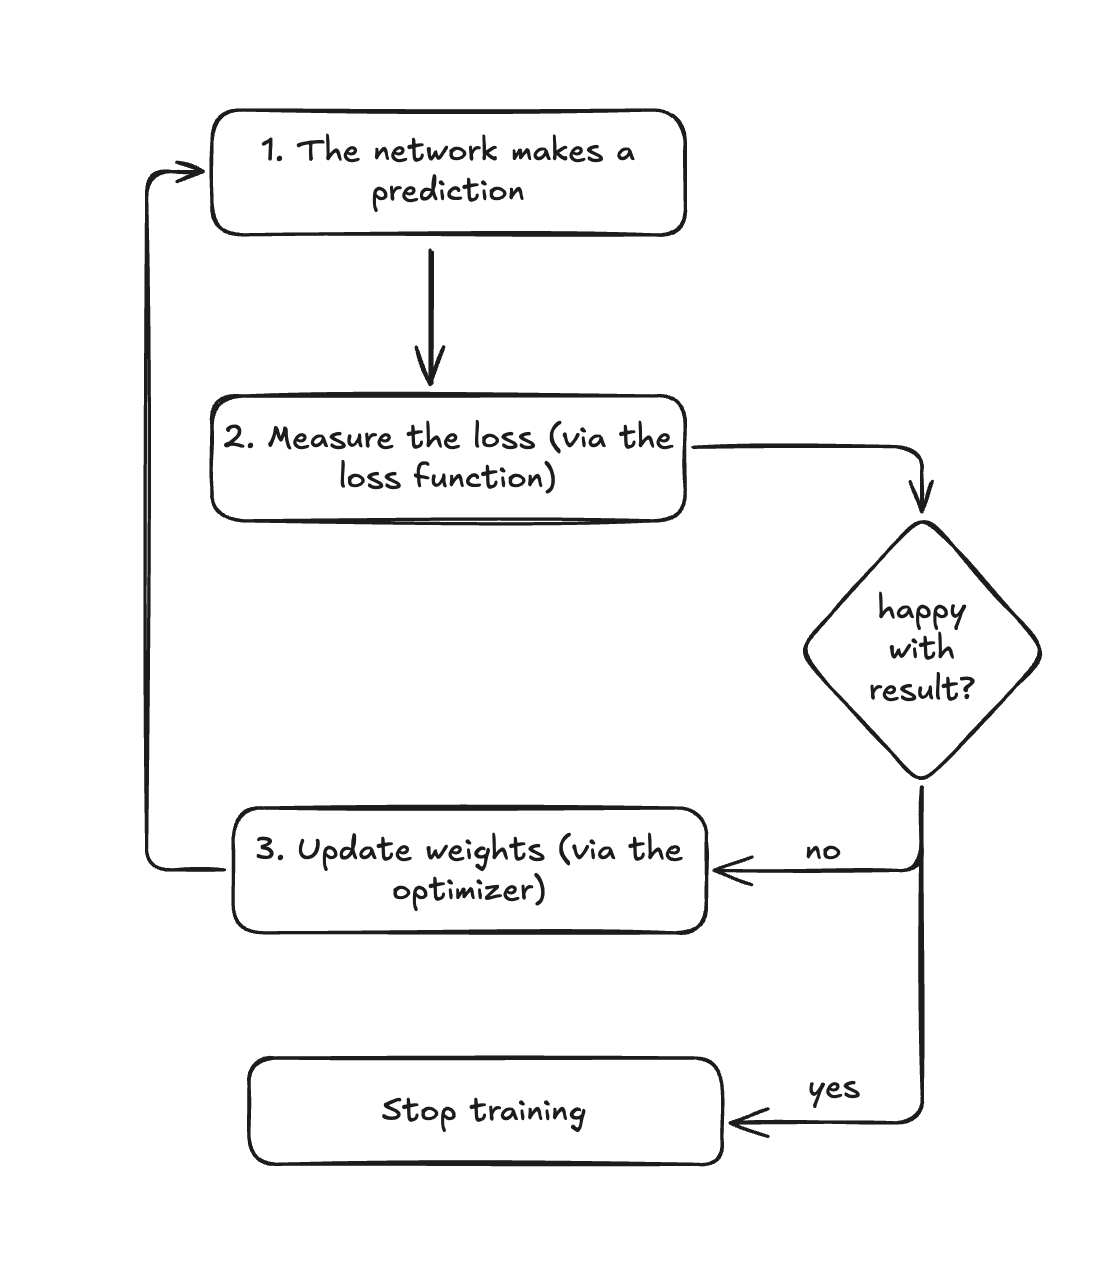 1. The network makes a
prediction
2. Measure the loss (via the
loss function)
happy
with
result?
3. Update weights (via the
optimizer)
no
yes
Stop training